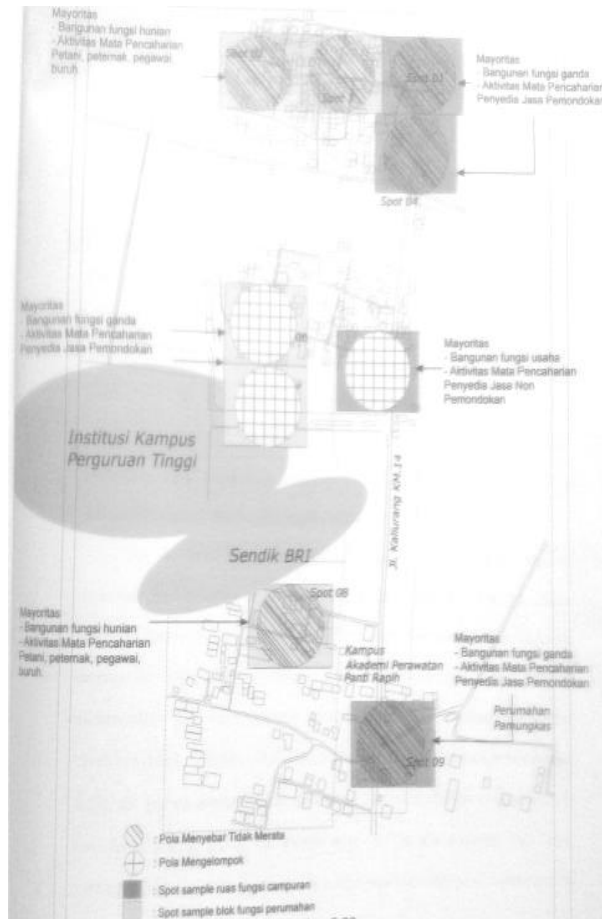 Mayoritas
- Bangunan fungsi hunian
- Aktivitas Mata Pencaharian
Petani, peternak, pegawai
buruh.
Spot
Spot
Mayoritas
- Bangunan fungsi ganda
- Aktivitas Mata Pencaharian
Penyedia Jasa Pemondokan
Spot 04
Mayoritas
- Bangunan fungsi ganda
- Aktivitas Mata Pencaharian
Penyedia Jasa Pemondokan
Mayoritas
- Bangunan fungsi usaha
- Aktivitas Mata Pencaharian
Penyedia Jasa Non
Pemondokan
Institusi Kampus
Perguruan Tinggi
Jl. Kaliurang KM.14
Sendik BRI
Spot 08
Mayoritas
- Bangunan fungsi hunian
- Aktivitas Mata Pencaharian
Petani, peternak, pegawai,
buruh.
Kampus
Akademi Perawatan
Panti Rapih
Mayoritas
- Bangunan fungsi ganda
- Aktivitas Mata Pencaharian
Penyedia Jasa Pemondokan
Perumahan
Pamungkas
Spot 09
: Pola Menyebar Tidak Merata
: Pola Mengelompok
: Spot sample ruas fungsi campuran
: Spot sample blok fungsi perumahan